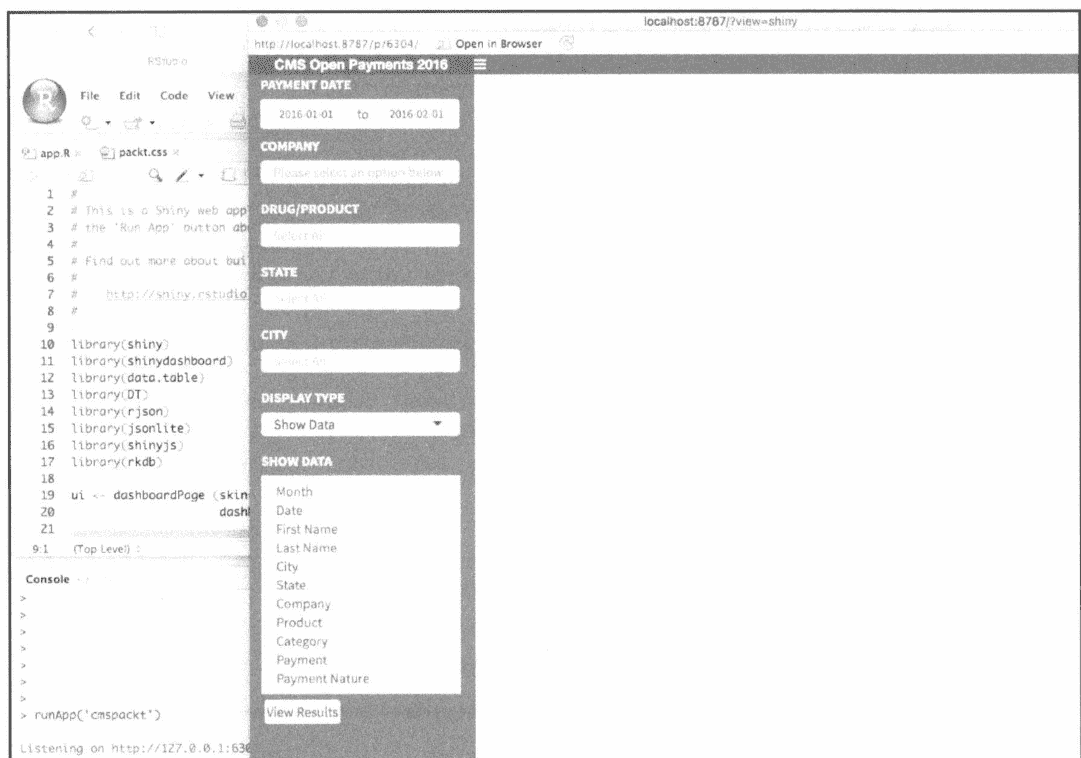 localhost:8787/?view=shiny
http://localhost:8787/p/6304/ Open in Browser
RStudio
File Edit Code View
app.R × packt.css ×
1 #
2 # This is a Shiny web app
3 # the 'Run App' button ab
4 #
5 # Find out more about bui
6 #
7 # http://shiny.rstudio
8 #
9
10 library(shiny)
11 library(shinydashboard)
12 library(data.table)
13 library(DT)
14 library(rjson)
15 library(jsonlite)
16 library(shinyjs)
17 library(rkdb)
18
19 ui <- dashboardPage (skin
20 dashb
21
9:1 (Top Level)
Console
>
>
>
>
>
>
>
> runApp('cmspackt')
Listening on http://127.0.0.1:630
CMS Open Payments 2016
PAYMENT DATE
2016-01-01 to 2016-02-01
COMPANY
Please select an option below
DRUG/PRODUCT
Select All
STATE
Select All
CITY
Select All
DISPLAY TYPE
Show Data
SHOW DATA
Month
Date
First Name
Last Name
City
State
Company
Product
Category
Payment
Payment Nature
View Results